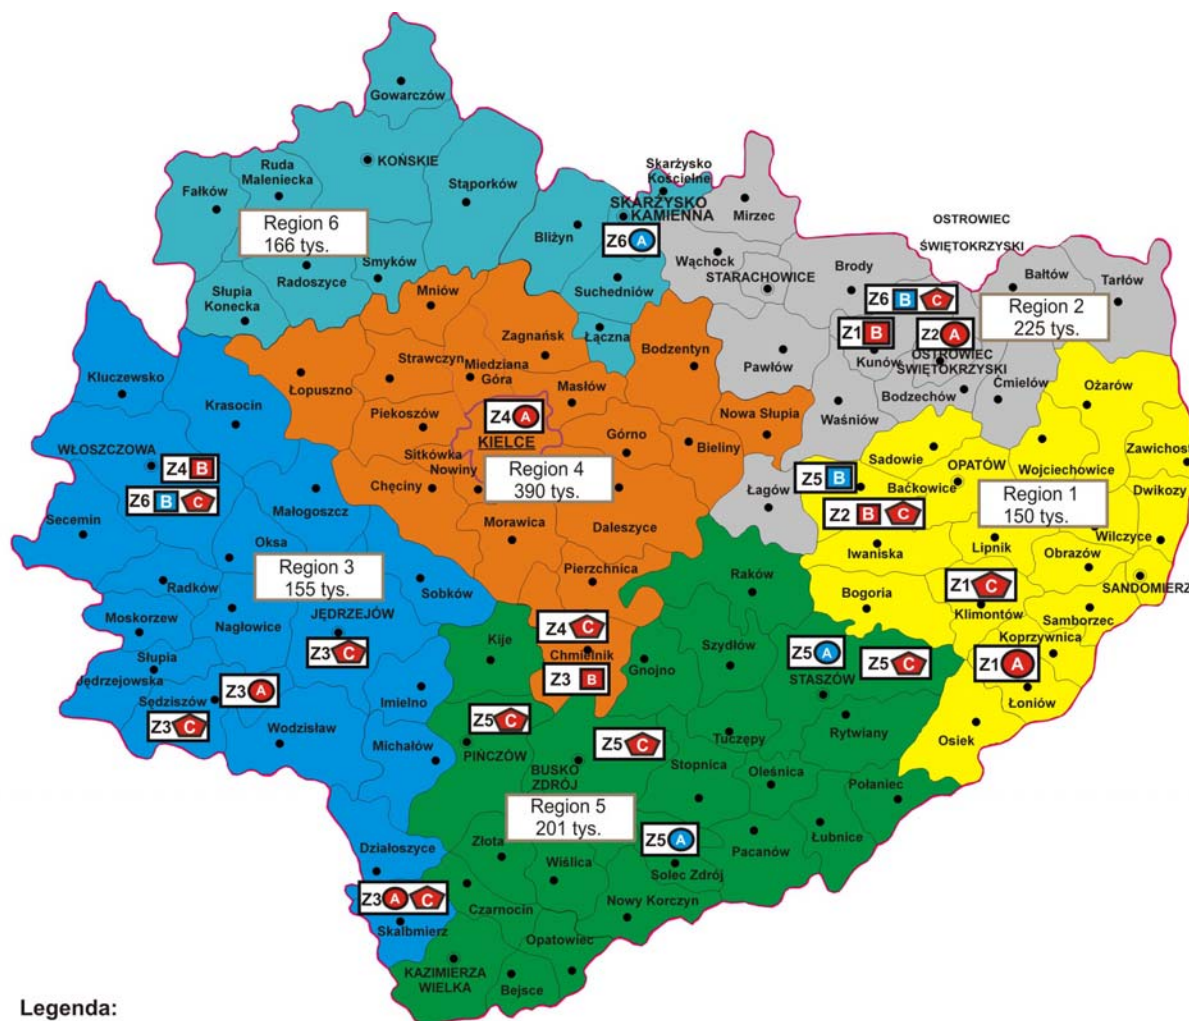 Gowarczów
KOŃSKIE
Ruda
Maleniecka
Fałków
Stąporków
Skarżysko
Kościelne
SKARŻYSKO
KAMIENNA
Mirzec
Bliżyn
Z6 A
Region 6
166 tys.
OSTROWIEC
ŚWIĘTOKRZYSKI
Smyków
Radoszyce
Słupia
Konecka
Wąchock
STARACHOWICE
Brody
Bałtów
Tarłów
Suchedniów
Mniów
Z6 B C
Region 2
225 tys.
Zagnańsk
Łączna
Z1 B
Z2 A
Kunów
OSTROWIEC
ŚWIĘTOKRZYSKI
Bodzentyn
Pawłów
Strawczyn
Miedziana
Góra
Masłów
Łopuszno
Kluczewsko
Krasocin
Ćmielów
Bodzechów
Waśniów
Ożarów
Piekoszów
Z4 A
KIELCE
Nowa Słupia
Górno
Bieliny
WŁOSZCZOWA
Z4 B
Z6 B C
Sitkówka
Nowiny
Region 4
390 tys.
Chęciny
Sadowie
OPATÓW
Wojciechowice
Zawichost
Z5 B
Baćkowice
Dwikozy
Region 1
150 tys.
Łagów
Z2 B C
Małogoszcz
Secemin
Morawica
Daleszyce
Iwaniska
Lipnik
Wilczyce
Obrazów
Oksa
Region 3
155 tys.
Pierzchnica
Raków
SANDOMIERZ
Radków
Sobków
Bogoria
Z1 C
Klimontów
Samborzec
Moskorzew
Nagłowice
JĘDRZEJÓW
Z3 C
Kije
Z4 C
Chmielnik
Z3 B
Gnojno
Szydłów
Z5 A
STASZÓW
Z5 C
Koprzywnica
Z1 A
Łoniów
Słupia
Jędrzejowska
Sędziszów
Z3 A
Z3 C
Imielno
Wodzisław
Michałów
Z5 C
PIŃCZÓW
Z5 C
Tuczępy
Rytwiany
Osiek
BUSKO
ZDRÓJ
Stopnica
Oleśnica
Połaniec
Region 5
201 tys.
Łubnice
Pacanów
Z5 A
Solec Zdrój
Złota
Wiślica
Działoszyce
Z3 A C
Skalbmierz
Czarnocin
Nowy Korczyn
Opatowiec
KAZIMIERZA
WIELKA
Bejsce
Legenda: